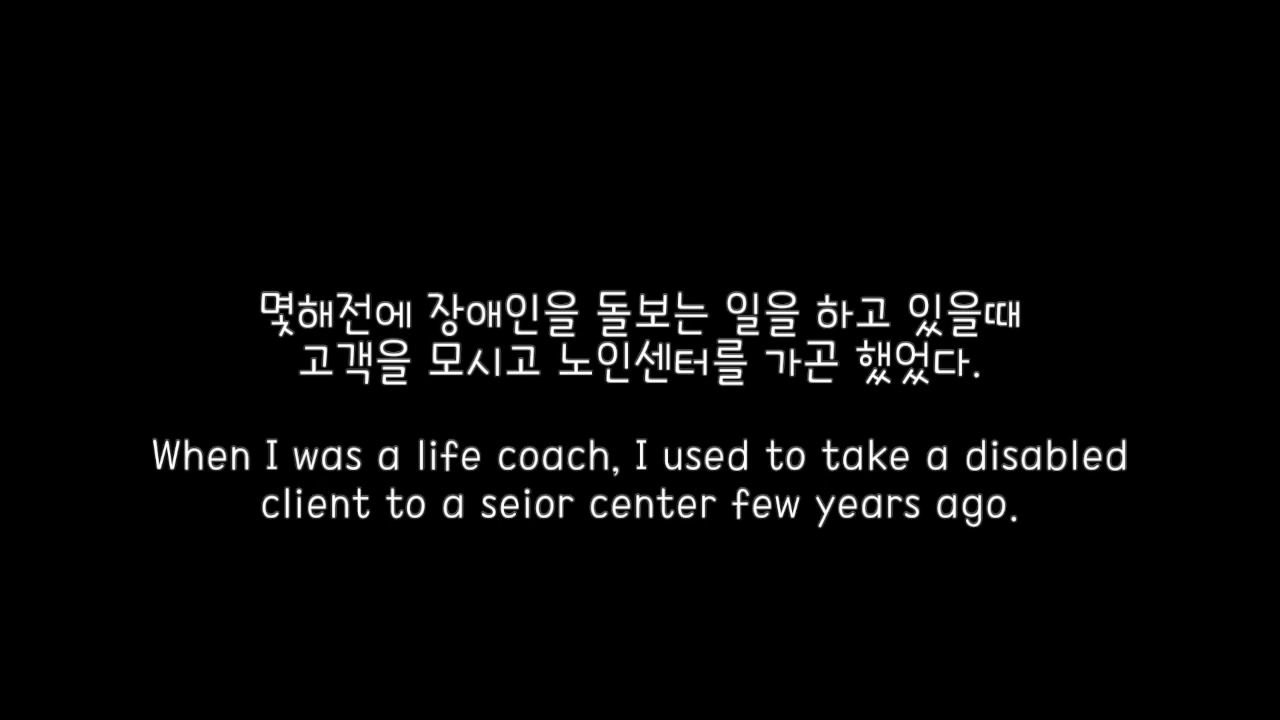 몇해전에 장애인을 돌보는 일을 하고 있을때
고객을 모시고 노인센터를 가곤 했었다.
When I was a life coach, I used to take a disabled
client to a seior center few years ago.